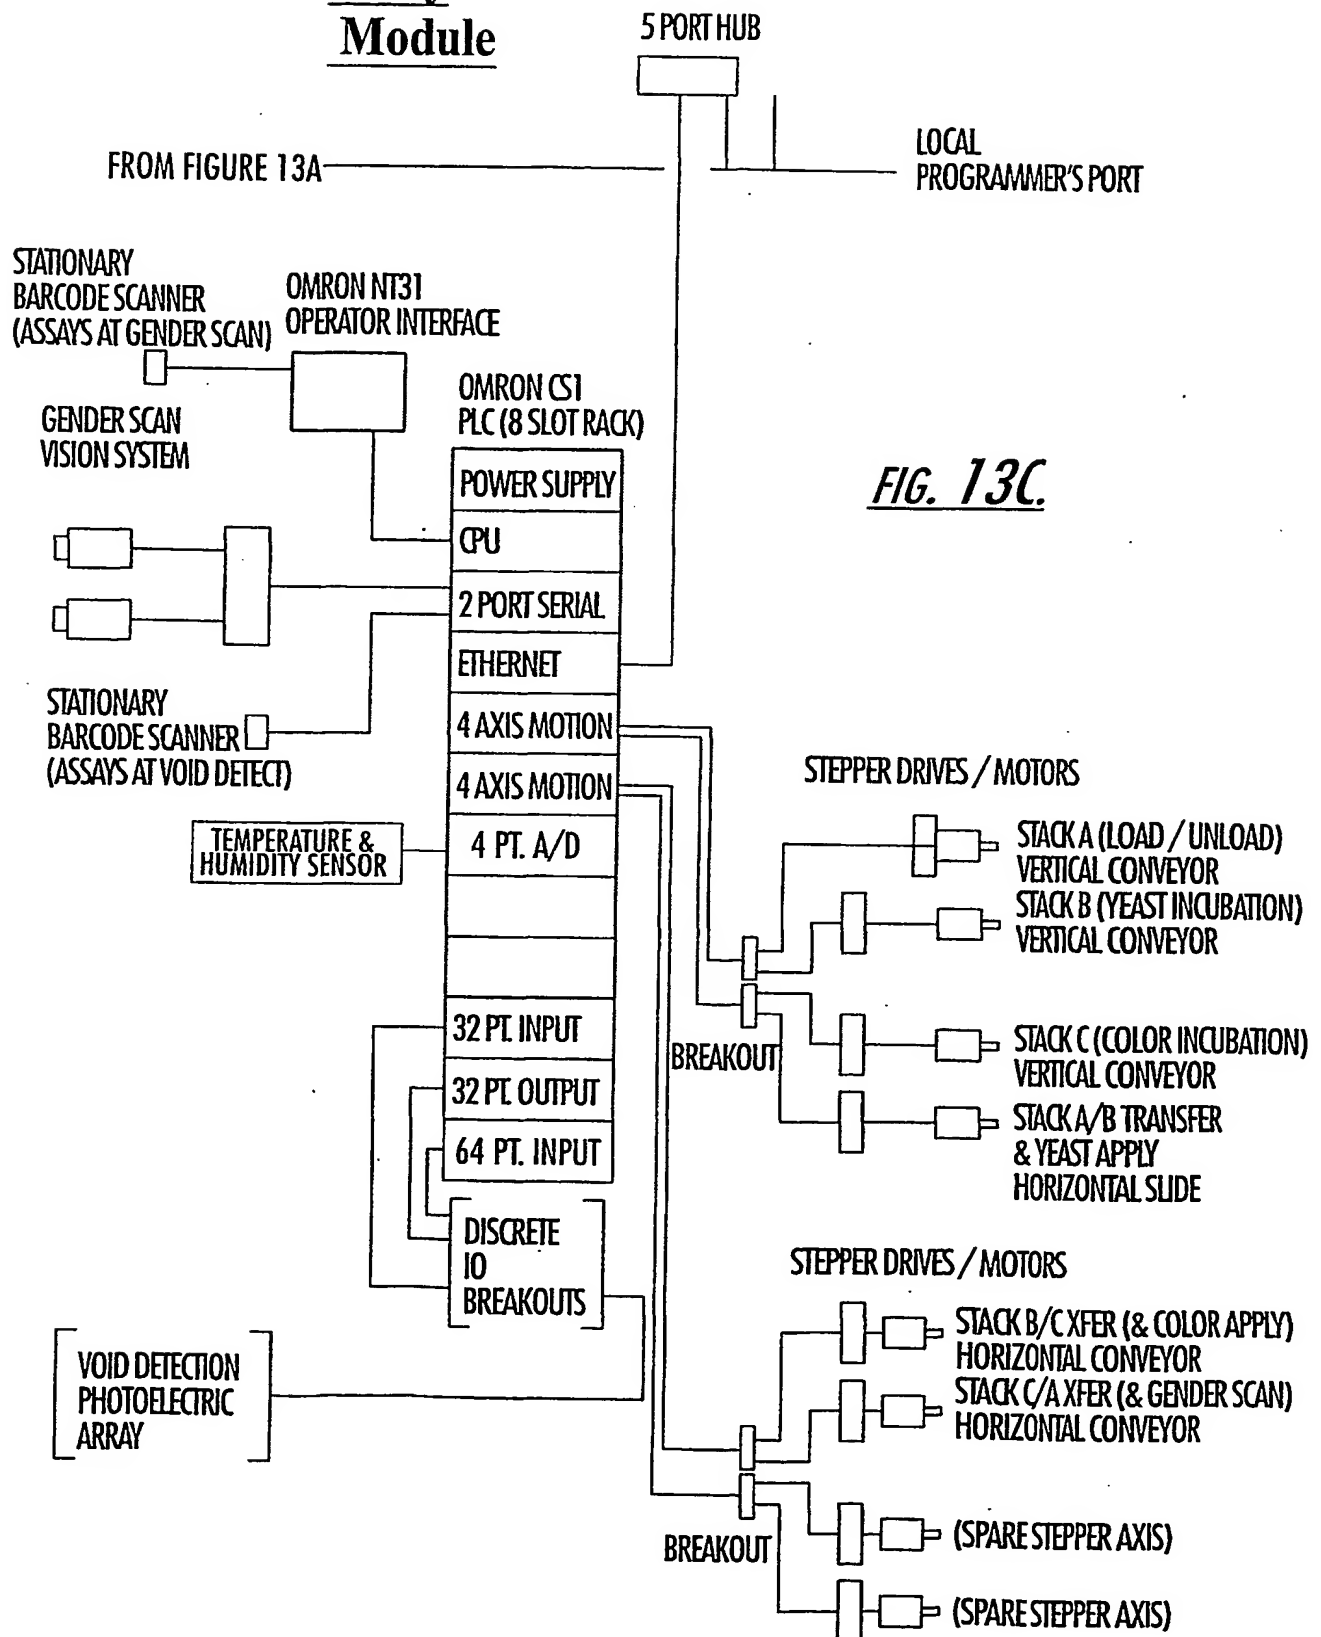 Module
5 PORT HUB
FROM FIGURE 13A
LOCAL
PROGRAMMER'S PORT
STATIONARY
BARCODE SCANNER
(ASSAYS AT GENDER SCAN)
OMRON NT31
OPERATOR INTERFACE
GENDER SCAN
VISION SYSTEM
OMRON CS1
PLC (8 SLOT RACK)
FIG. 13C.
POWER SUPPLY
CPU
2 PORT SERIAL
ETHERNET
4 AXIS MOTION
4 AXIS MOTION
4 PT. A/D
32 PT. INPUT
32 PT. OUTPUT
64 PT. INPUT
STATIONARY
BARCODE SCANNER
(ASSAYS AT VOID DETECT)
TEMPERATURE &
HUMIDITY SENSOR
DISCRETE
IO
BREAKOUTS
VOID DETECTION
PHOTOELECTRIC
ARRAY
STEPPER DRIVES / MOTORS
STACK A (LOAD / UNLOAD)
VERTICAL CONVEYOR
STACK B (YEAST INCUBATION)
VERTICAL CONVEYOR
BREAKOUT
STACK C (COLOR INCUBATION)
VERTICAL CONVEYOR
STACK A/B TRANSFER
& YEAST APPLY
HORIZONTAL SLIDE
STEPPER DRIVES / MOTORS
STACK B/C XFER (& COLOR APPLY)
HORIZONTAL CONVEYOR
STACK C/A XFER (& GENDER SCAN)
HORIZONTAL CONVEYOR
BREAKOUT
(SPARE STEPPER AXIS)
(SPARE STEPPER AXIS)